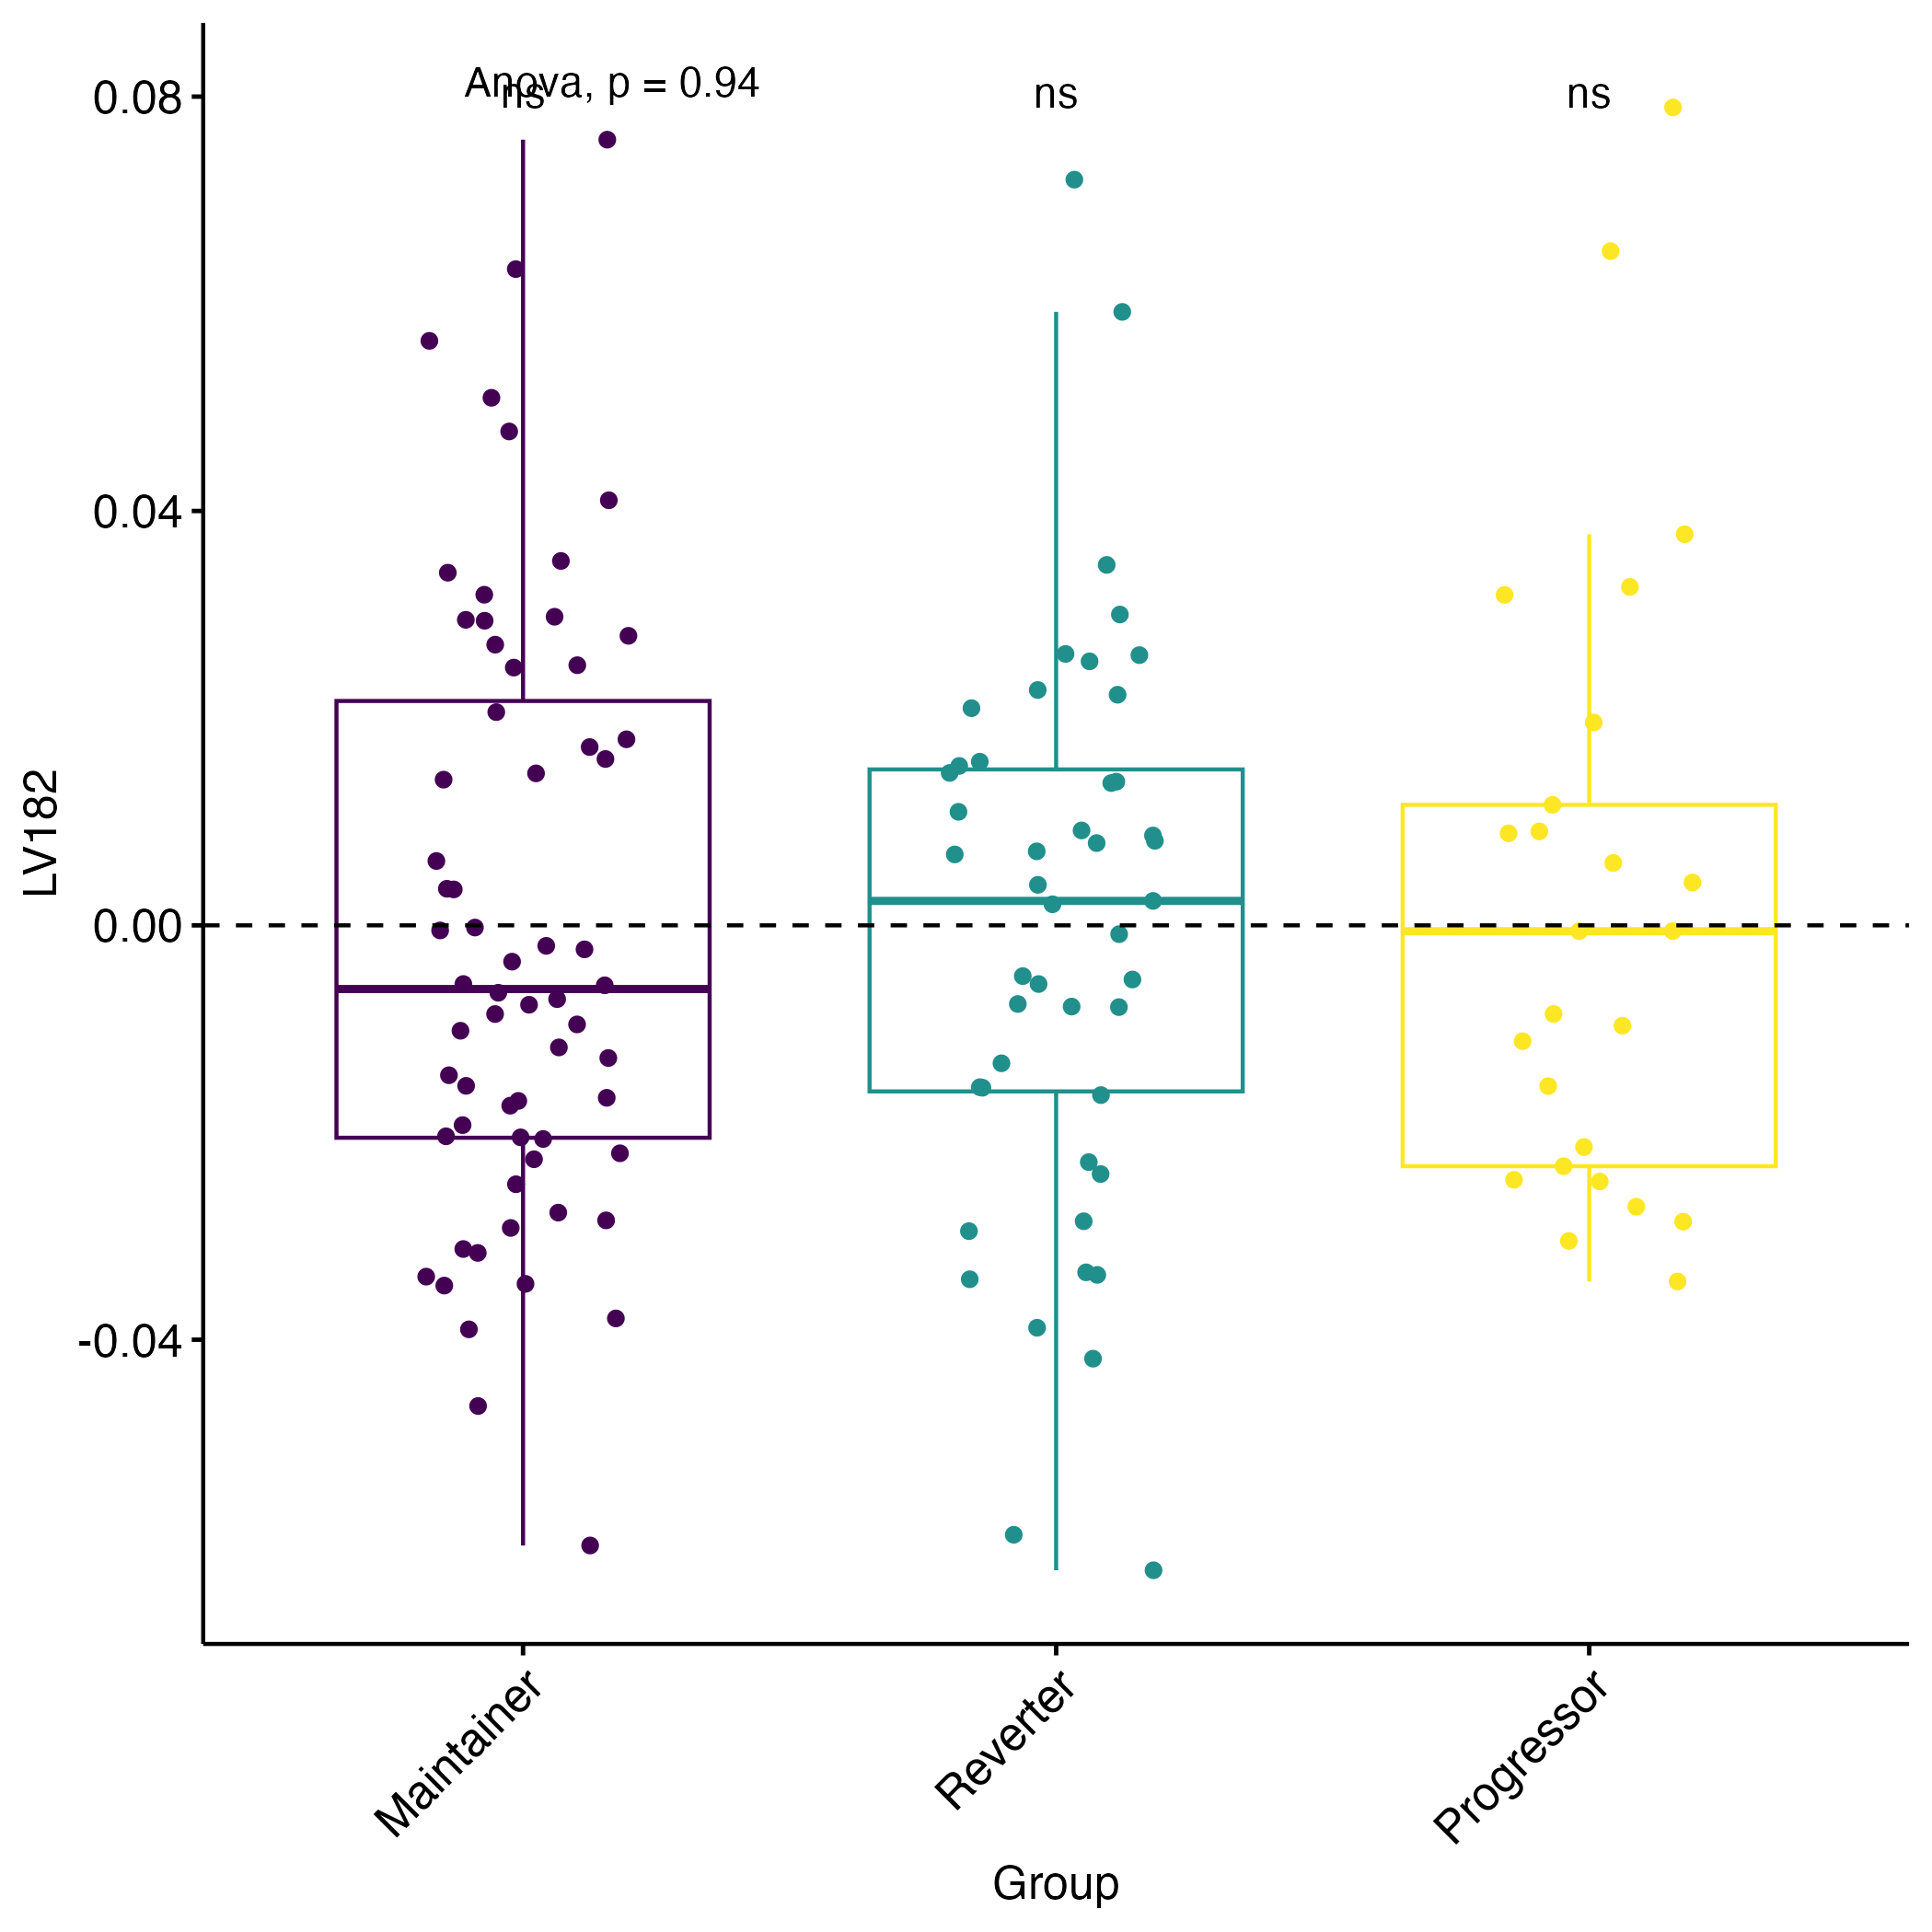 Anova, p = 0.94
ns
ns
ns
0.08
0.04
0.00
-0.04
LV182
Maintainer
Reverter
Progressor
Group